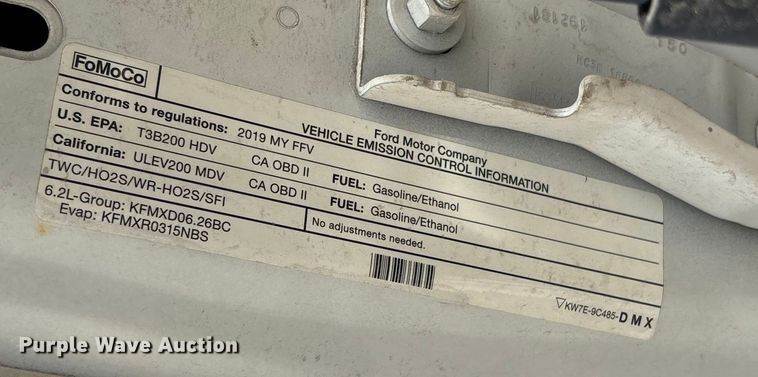 FoMoCo
Ford Motor Company
VEHICLE EMISSION CONTROL INFORMATION
Conforms to regulations: 2019 MY FFV
U.S. EPA: T3B200 HDV CA OBD II FUEL: Gasoline/Ethanol
California: ULEV200 MDV CA OBD II FUEL: Gasoline/Ethanol
TWC/HO2S/WR-HO2S/SFI
No adjustments needed.
6.2L-Group: KFMXD06.26BC
Evap: KFMXR0315NBS
KW7E-9C485-DMX
Purple Wave Auction